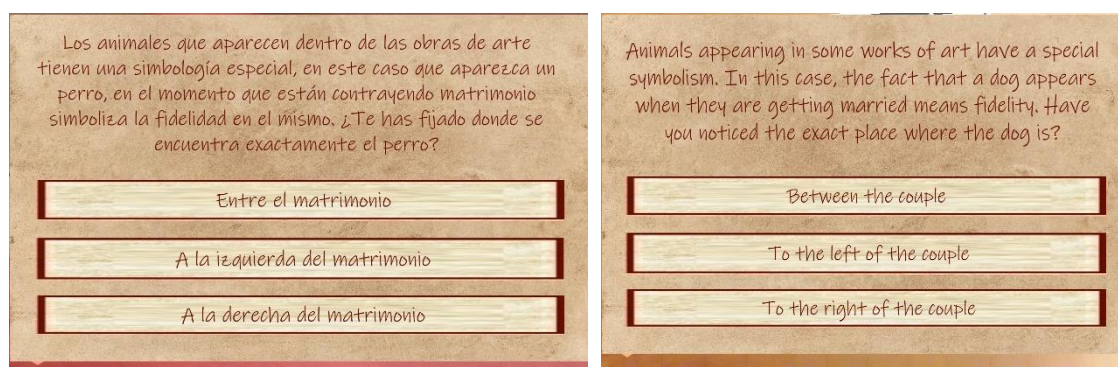 Los animales que aparecen dentro de las obras de arte
tienen una simbología especial, en este caso que aparezca un
perro, en el momento que están contrayendo matrimonio
simboliza la fidelidad en el mismo. ¿Te has fijado donde se
encuentra exactamente el perro?
Entre el matrimonio
A la izquierda del matrimonio
A la derecha del matrimonio
Animals appearing in some works of art have a special
symbolism. In this case, the fact that a dog appears
when they are getting married means fidelity. Have
you noticed the exact place where the dog is?
Between the couple
To the left of the couple
To the right of the couple